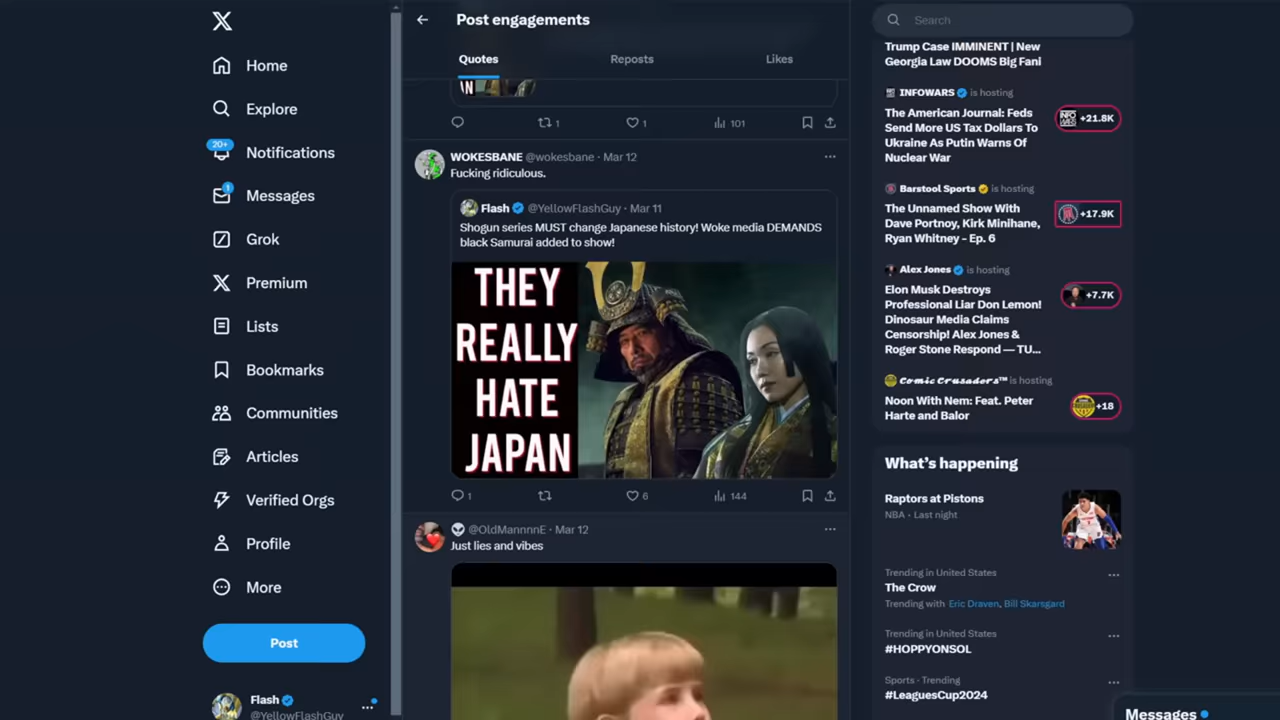 Home
Explore
20+
Notifications
1
Messages
Grok
Premium
Lists
Bookmarks
Communities
Articles
Verified Orgs
Profile
More
Post
Flash
@YellowFlashGuy
Post engagements
Quotes
Reposts
Likes
1
1
101
WOKESBANE @wokesbane · Mar 12
Fucking ridiculous.
Flash @YellowFlashGuy · Mar 11
Shogun series MUST change Japanese history! Woke media DEMANDS
black Samurai added to show!
THEY
REALLY
HATE
JAPAN
1
6
144
@OldMannnnE · Mar 12
Just lies and vibes
Search
Trump Case IMMINENT | New
Georgia Law DOOMS Big Fani
INFOWARS is hosting
The American Journal: Feds
Send More US Tax Dollars To
Ukraine As Putin Warns Of
Nuclear War
+21.8K
Barstool Sports is hosting
The Unnamed Show With
Dave Portnoy, Kirk Minihane,
Ryan Whitney - Ep. 6
+17.9K
Alex Jones is hosting
Elon Musk Destroys
Professional Liar Don Lemon!
Dinosaur Media Claims
Censorship! Alex Jones &
Roger Stone Respond — TU...
+7.7K
Comic Crusaders™ is hosting
Noon With Nem: Feat. Peter
Harte and Balor
+18
What's happening
Raptors at Pistons
NBA · Last night
Trending in United States
The Crow
Trending with Eric Draven, Bill Skarsgard
Trending in United States
#HOPPYONSOL
Sports · Trending
#LeaguesCup2024
Messages